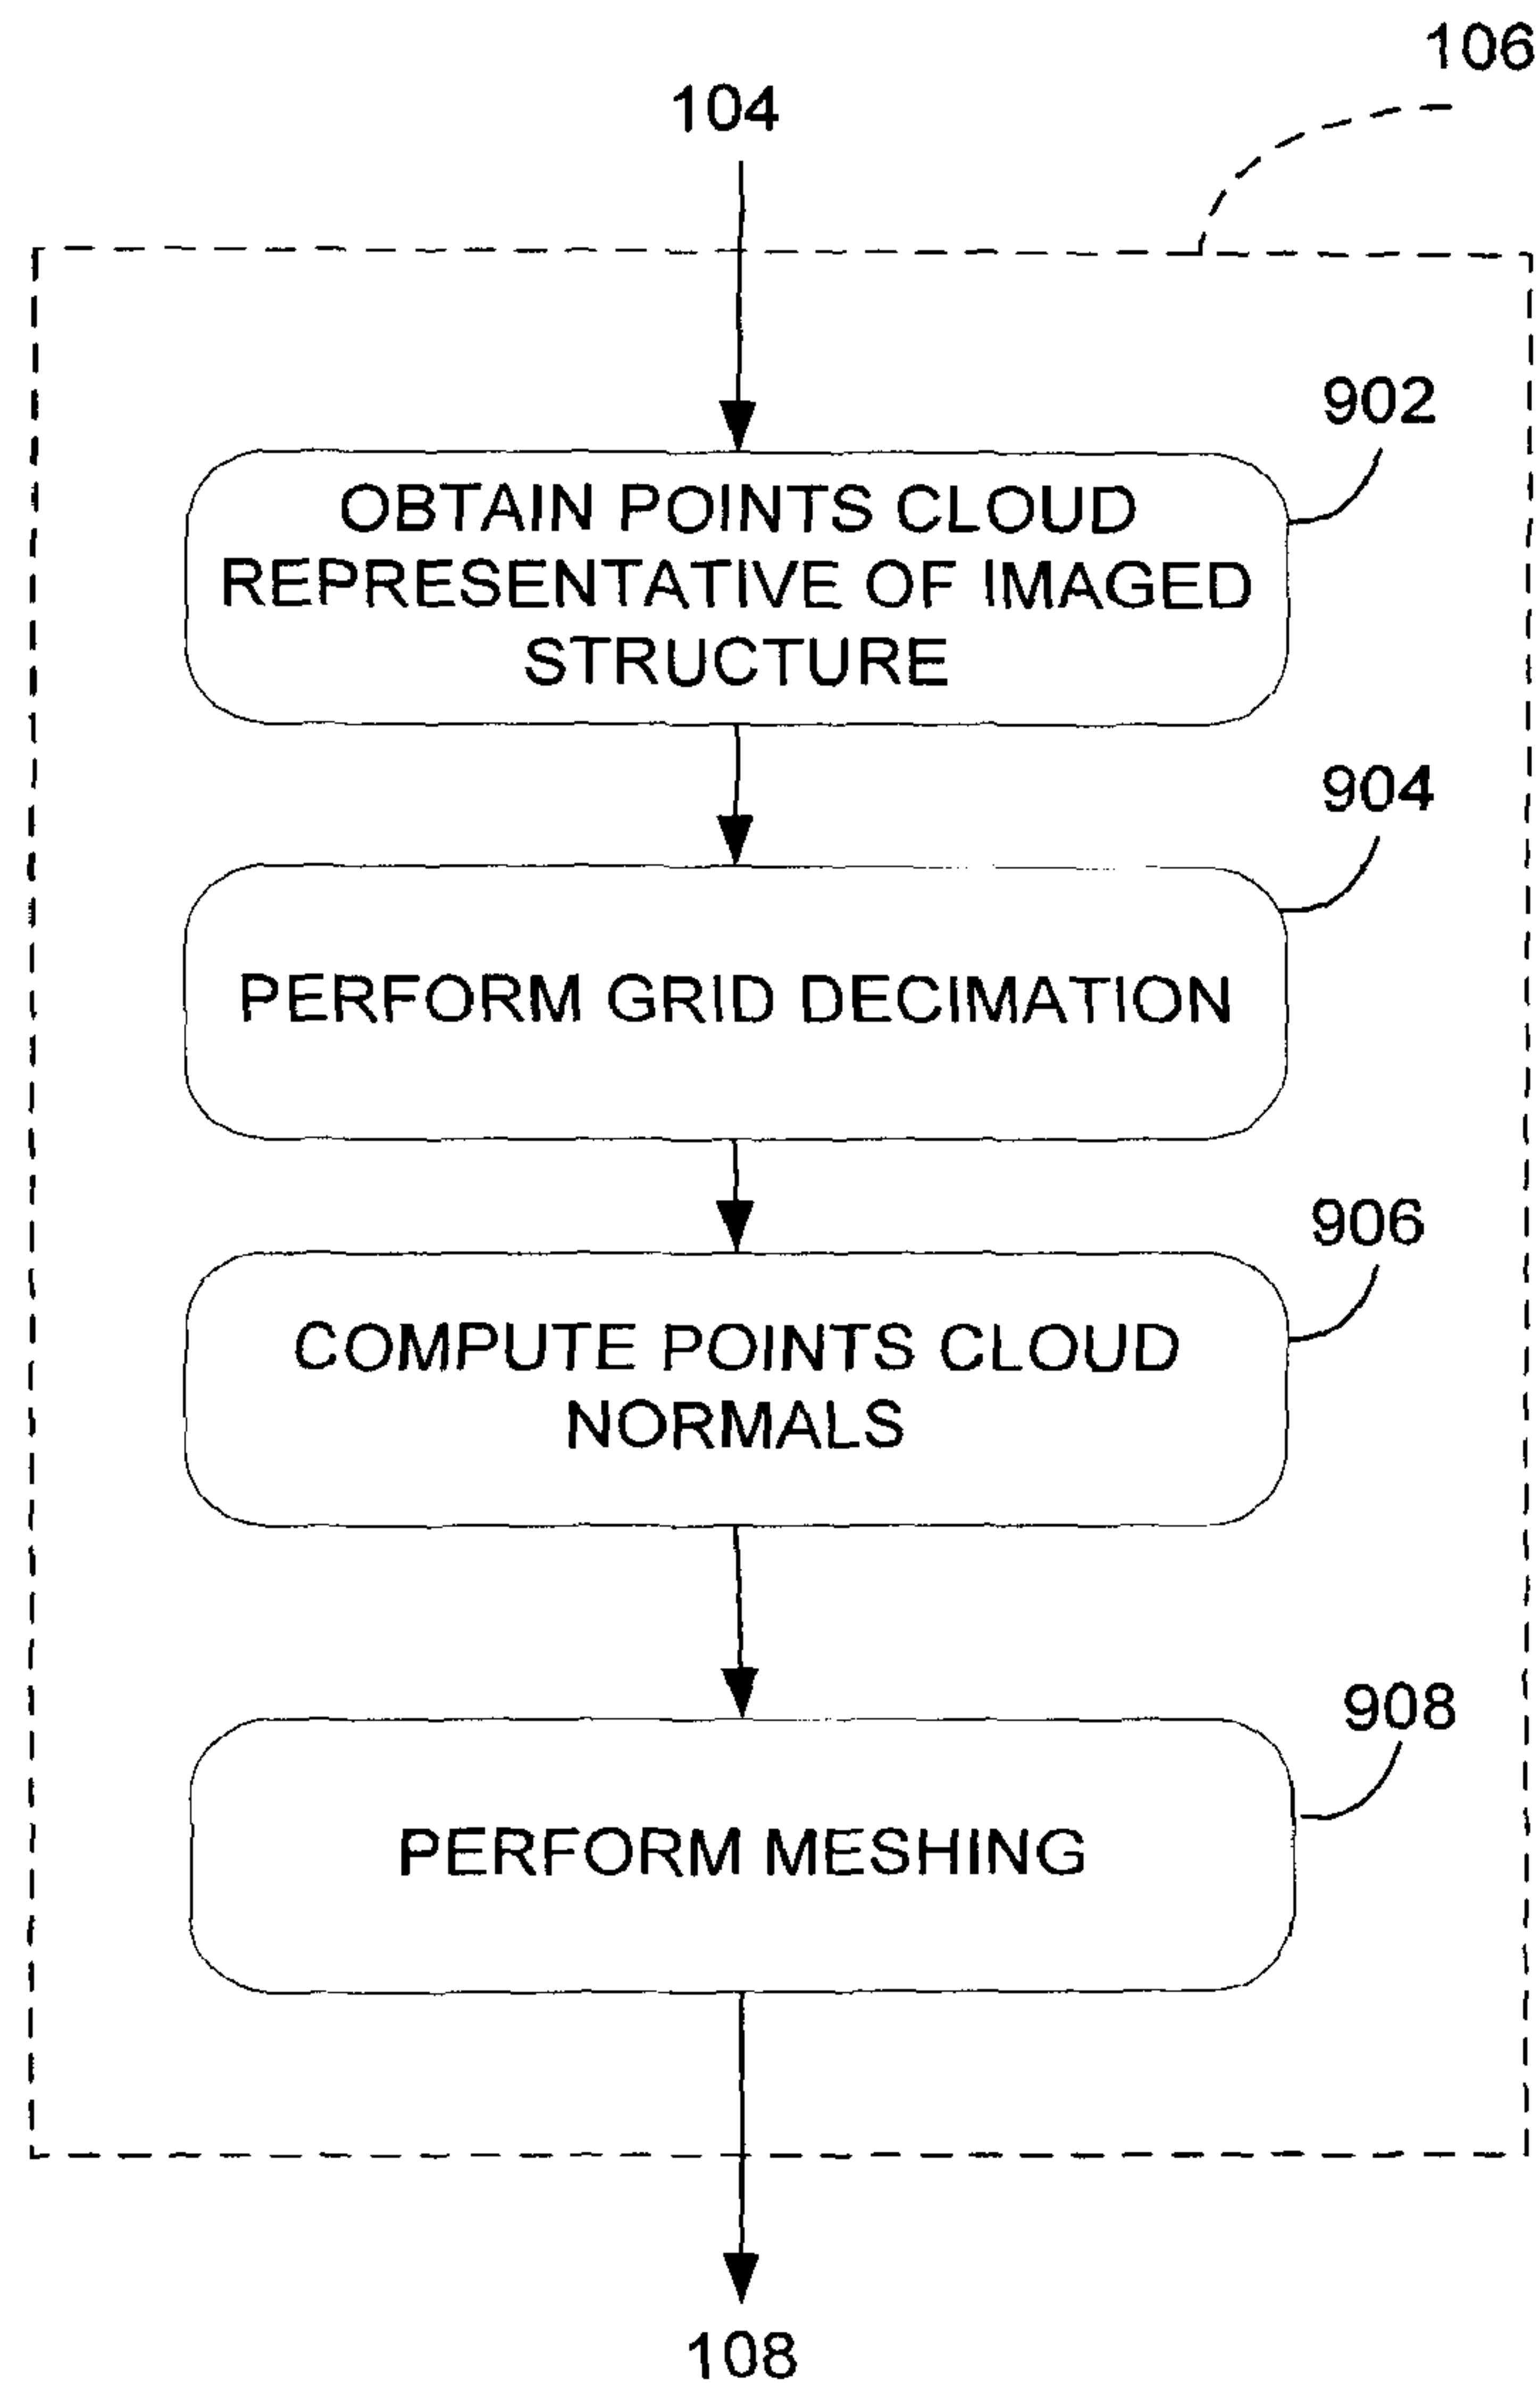 106
104
902
OBTAIN POINTS CLOUD
REPRESENTATIVE OF IMAGED
STRUCTURE
904
PERFORM GRID DECIMATION
906
COMPUTE POINTS CLOUD
NORMALS
908
PERFORM MESHING
108